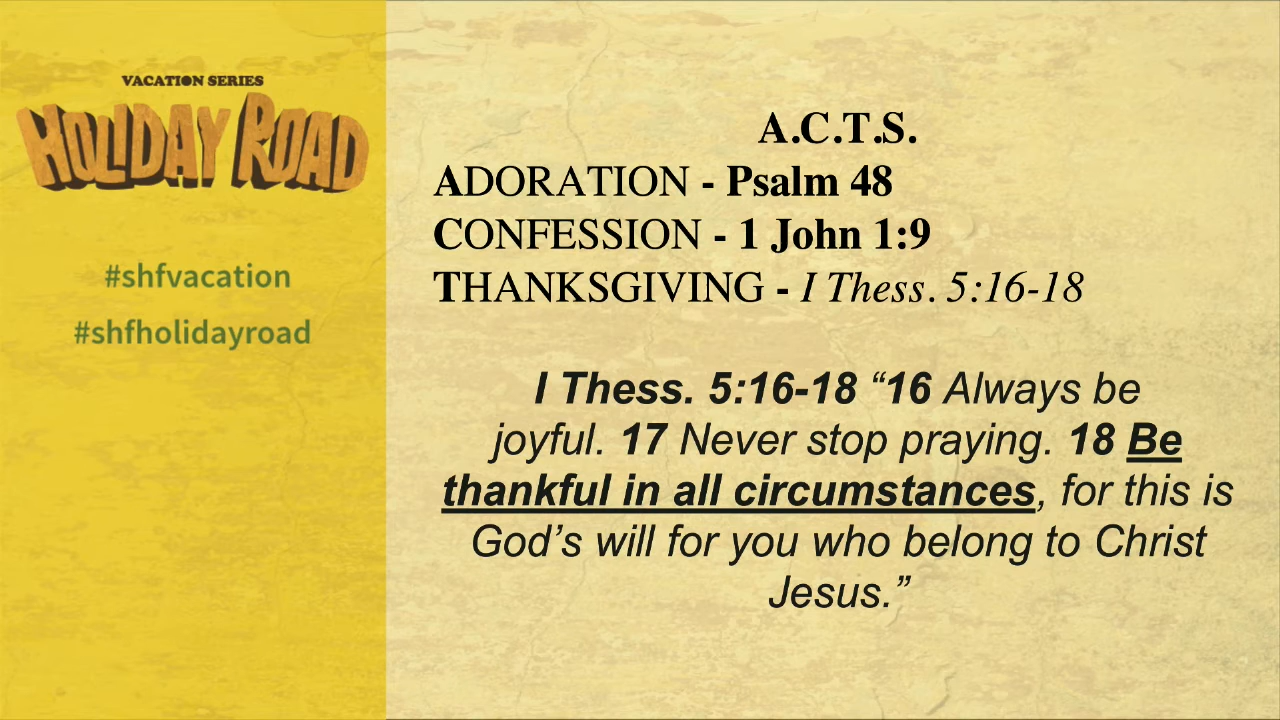 VACATION SERIES
HOLIDAY ROAD
#shfvacation
#shfholidayroad
A.C.T.S.
ADORATION - Psalm 48
CONFESSION - 1 John 1:9
THANKSGIVING - I Thess. 5:16-18
I Thess. 5:16-18 “16 Always be
joyful. 17 Never stop praying. 18 Be
thankful in all circumstances, for this is
God’s will for you who belong to Christ
Jesus.”